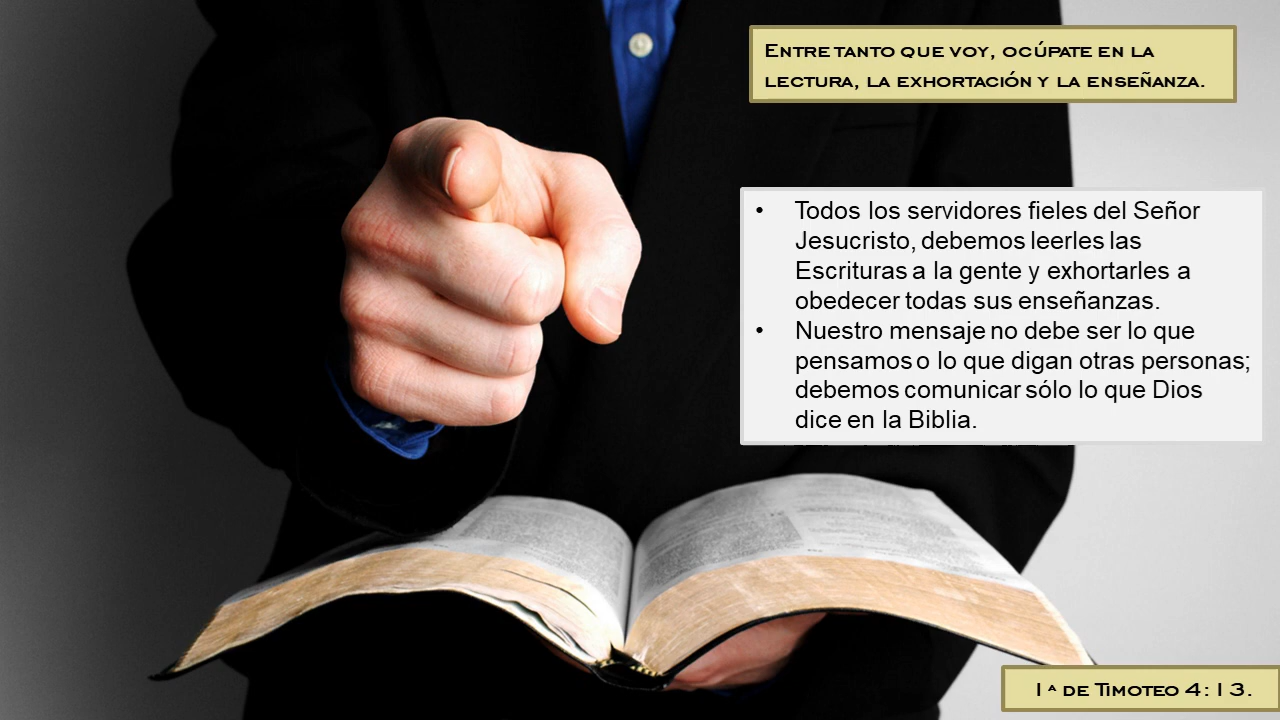 Entre tanto que voy, ocúpate en la
lectura, la exhortación y la enseñanza.
• Todos los servidores fieles del Señor
Jesucristo, debemos leerles las
Escrituras a la gente y exhortarles a
obedecer todas sus enseñanzas.
• Nuestro mensaje no debe ser lo que
pensamos o lo que digan otras personas;
debemos comunicar sólo lo que Dios
dice en la Biblia.
1ª de Timoteo 4:13.